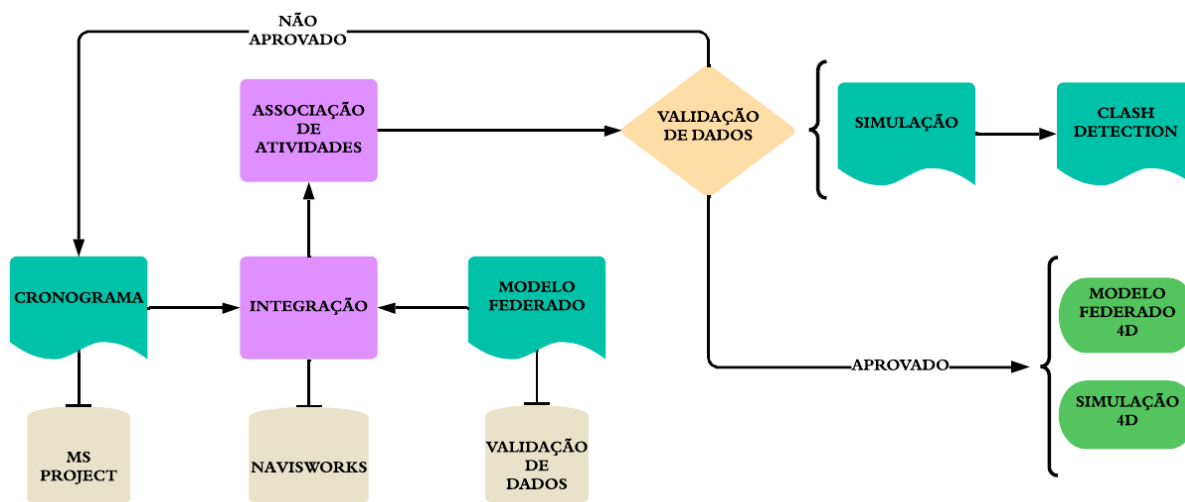 NÃO
APROVADO
ASSOCIAÇÃO
DE
ATIVIDADES
VALIDAÇÃO
DE DADOS
SIMULAÇÃO
CLASH
DETECTION
CRONOGRAMA
INTEGRAÇÃO
MODELO
FEDERADO
MODELO
FEDERADO
4D
APROVADO
SIMULAÇÃO
4D
MS
PROJECT
NAVISWORKS
VALIDAÇÃO
DE
DADOS